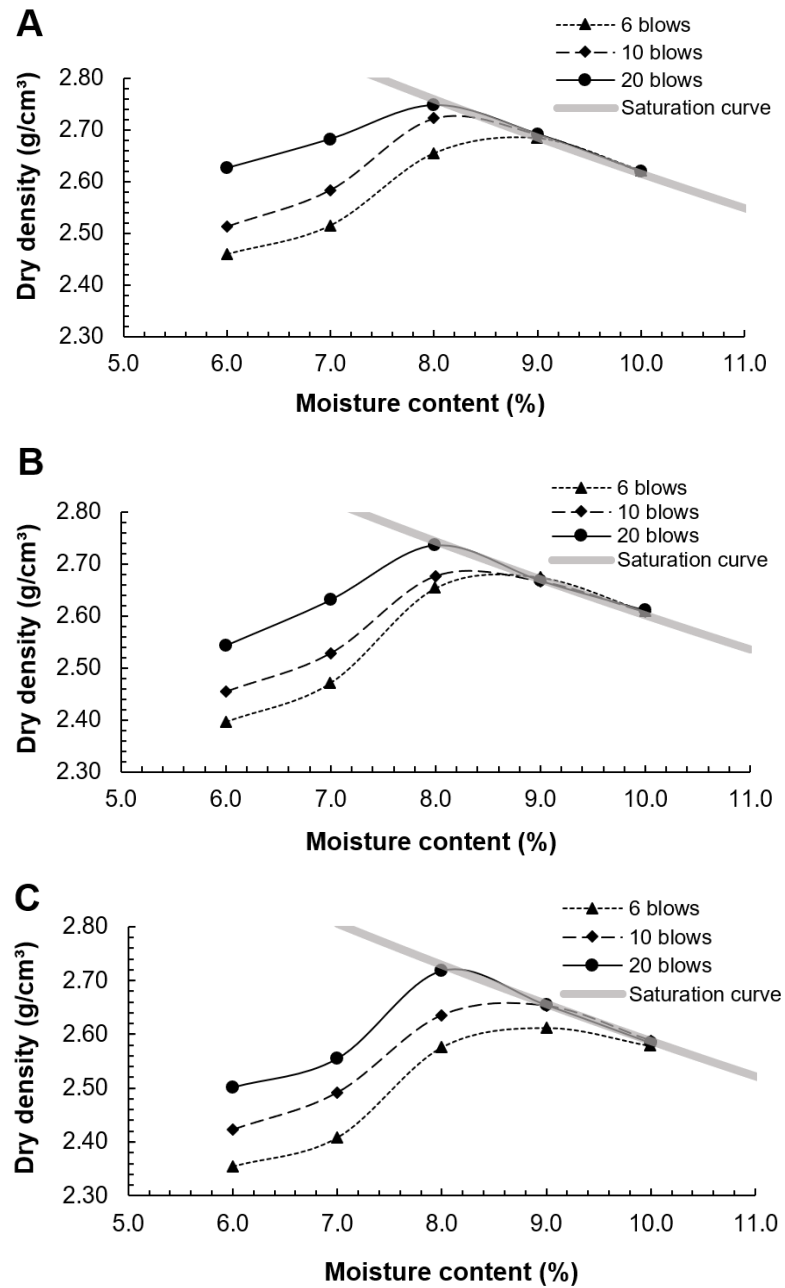 A
6 blows
10 blows
20 blows
Saturation curve
2.80
2.70
2.60
2.50
2.40
2.30
Dry density (g/cm³)
5.0 6.0 7.0 8.0 9.0 10.0 11.0
Moisture content (%)
B
6 blows
10 blows
20 blows
Saturation curve
2.80
2.70
2.60
2.50
2.40
2.30
Dry density (g/cm³)
5.0 6.0 7.0 8.0 9.0 10.0 11.0
Moisture content (%)
C
6 blows
10 blows
20 blows
Saturation curve
2.80
2.70
2.60
2.50
2.40
2.30
Dry density (g/cm³)
5.0 6.0 7.0 8.0 9.0 10.0 11.0
Moisture content (%)